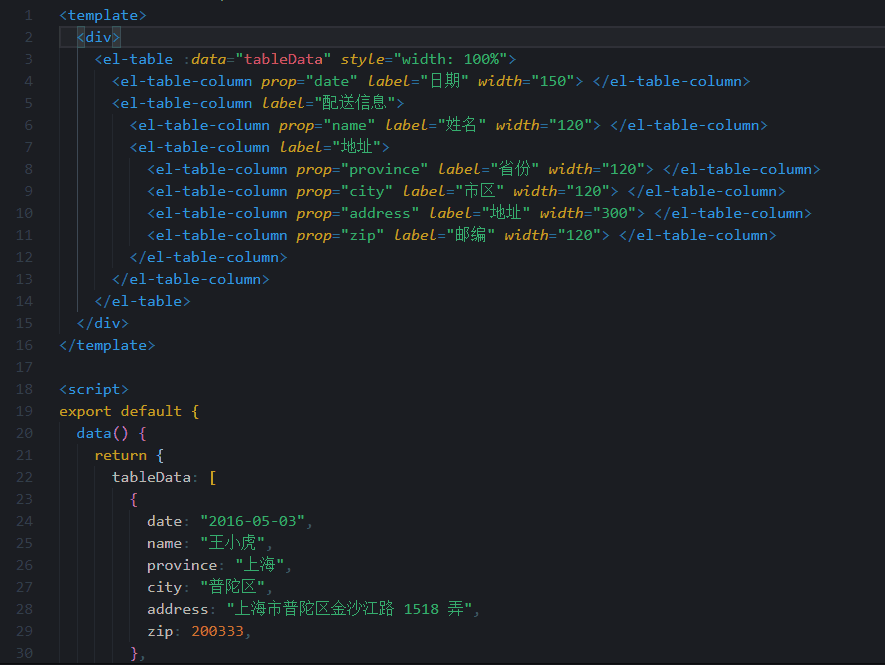 1 <template>
2 <div>
3 <el-table :data="tableData" style="width: 100%">
4 <el-table-column prop="date" label="日期" width="150"> </el-table-column>
5 <el-table-column label="配送信息">
6 <el-table-column prop="name" label="姓名" width="120"> </el-table-column>
7 <el-table-column label="地址">
8 <el-table-column prop="province" label="省份" width="120"> </el-table-column>
9 <el-table-column prop="city" label="市区" width="120"> </el-table-column>
10 <el-table-column prop="address" label="地址" width="300"> </el-table-column>
11 <el-table-column prop="zip" label="邮编" width="120"> </el-table-column>
12 </el-table-column>
13 </el-table-column>
14 </el-table>
15 </div>
16 </template>
17
18 <script>
19 export default {
20 data() {
21 return {
22 tableData: [
23 {
24 date: "2016-05-03",
25 name: "王小虎",
26 province: "上海",
27 city: "普陀区",
28 address: "上海市普陀区金沙江路 1518 弄",
29 zip: 200333,
30 },